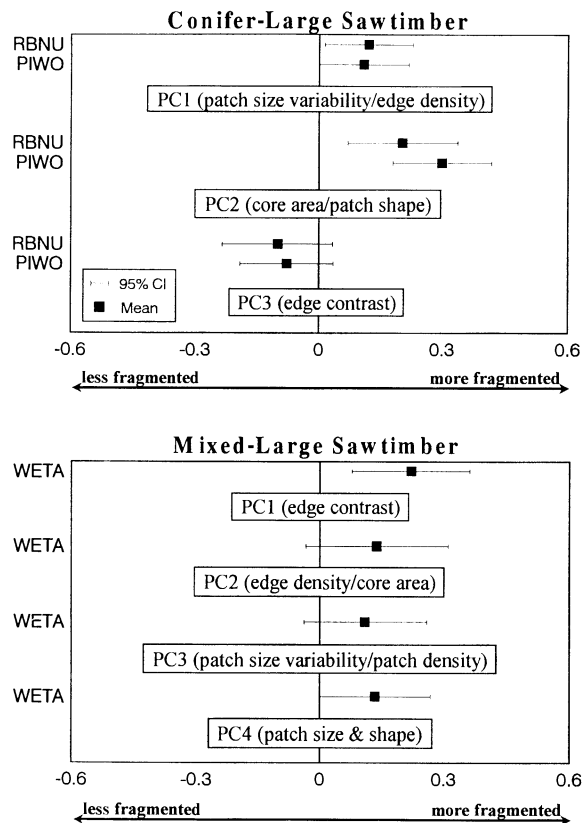 Conifer-Large Sawtimber
RBNU
PIWO
PC1 (patch size variability/edge density)
RBNU
PIWO
PC2 (core area/patch shape)
RBNU
PIWO
95% CI
Mean
PC3 (edge contrast)
-0.6 -0.3 0 0.3 0.6
less fragmented more fragmented
Mixed-Large Sawtimber
WETA
PC1 (edge contrast)
WETA
PC2 (edge density/core area)
WETA
PC3 (patch size variability/patch density)
WETA
PC4 (patch size & shape)
-0.6 -0.3 0 0.3 0.6
less fragmented more fragmented